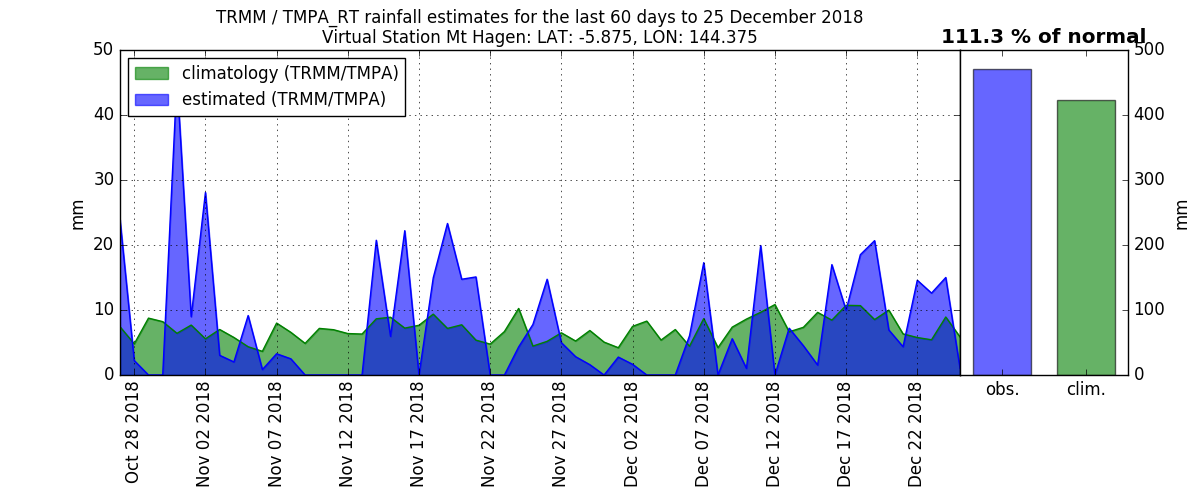 TRMM / TMPA_RT rainfall estimates for the last 60 days to 25 December 2018
Virtual Station Mt Hagen: LAT: -5.875, LON: 144.375
111.3 % of normal
climatology (TRMM/TMPA)
estimated (TRMM/TMPA)
50
40
30
20
10
0
mm
500
400
300
200
100
0
mm
Oct 28 2018
Nov 02 2018
Nov 07 2018
Nov 12 2018
Nov 17 2018
Nov 22 2018
Nov 27 2018
Dec 02 2018
Dec 07 2018
Dec 12 2018
Dec 17 2018
Dec 22 2018
obs.
clim.